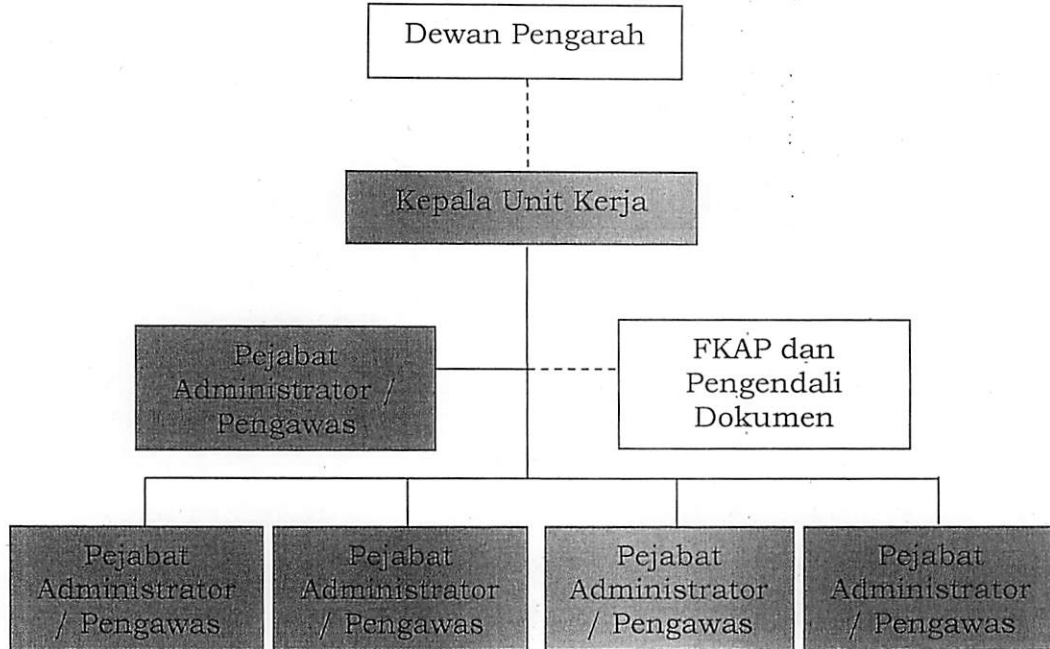 Dewan Pengarah
Kepala Unit Kerja
Pejabat
Administrator /
Pengawas
FKAP dan
Pengendali
Dokumen
Pejabat
Administrator
/ Pengawas
Pejabat
Administrator
/ Pengawas
Pejabat
Administrator
/ Pengawas
Pejabat
Administrator
/ Pengawas